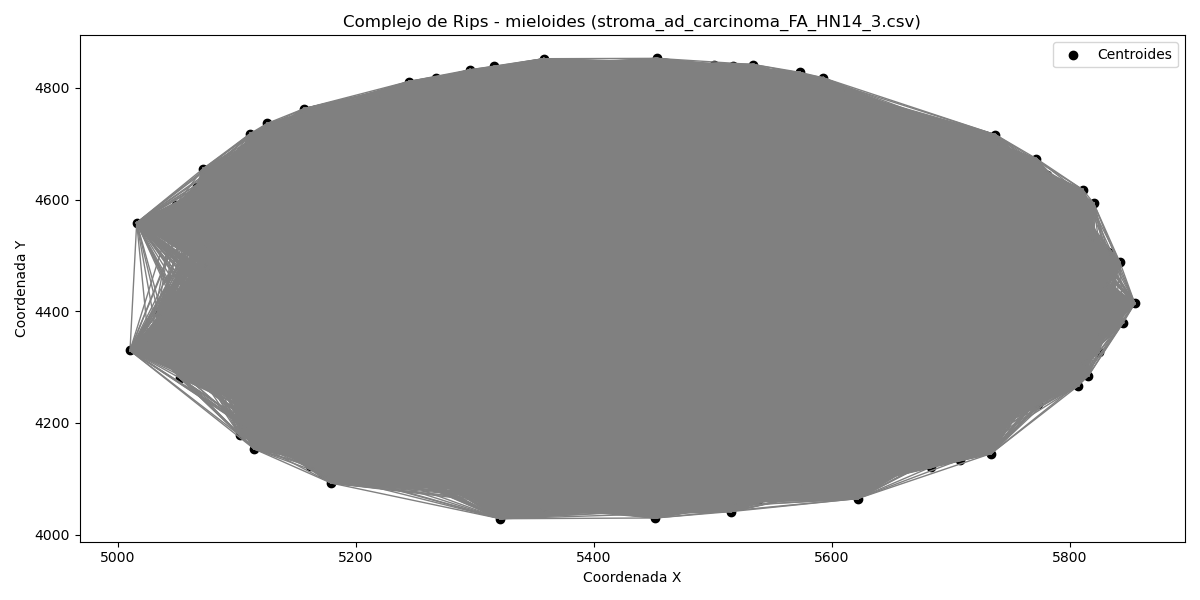 Complejo de Rips - mieloides (stroma_ad_carcinoma_FA_HN14_3.csv)
Centroides
4800
4600
4400
4200
4000
Coordenada Y
5000 5200 5400 5600 5800
Coordenada X